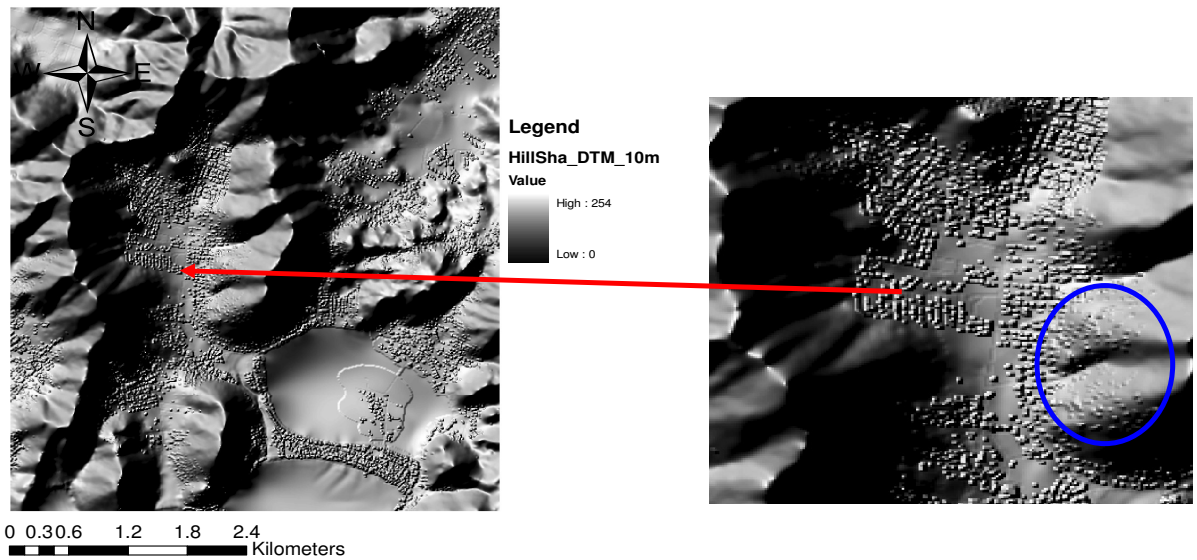 N
W E
S
Legend
HillSha_DTM_10m
Value
High : 254
Low : 0
0 0.30.6 1.2 1.8 2.4
Kilometers